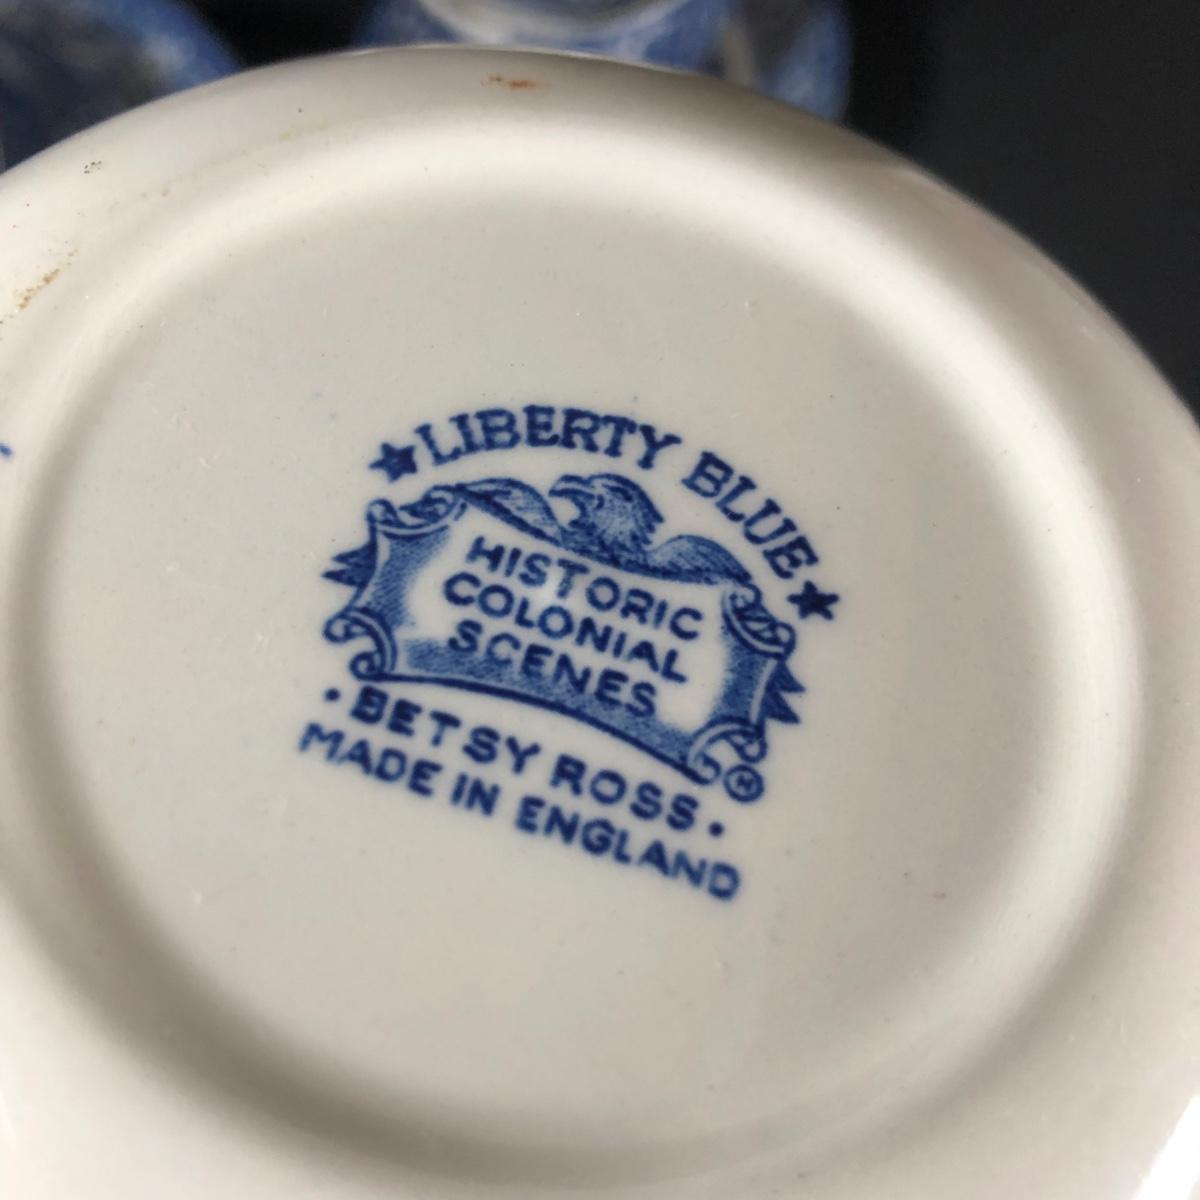 ★LIBERTY BLUE★
HISTORIC
COLONIAL
SCENES
®
· BETSY ROSS ·
MADE IN ENGLAND